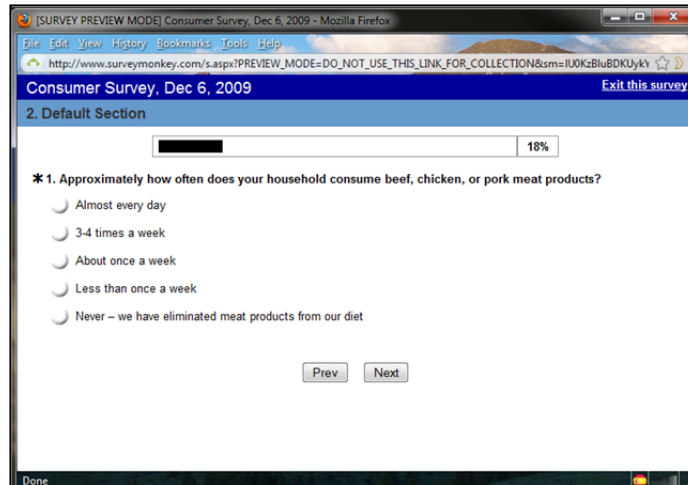 [SURVEY PREVIEW MODE] Consumer Survey, Dec 6, 2009 - Mozilla Firefox
File Edit View History Bookmarks Tools Help
http://www.surveymonkey.com/s.aspx?PREVIEW_MODE=DO_NOT_USE_THIS_LINK_FOR_COLLECTION&sm=
Consumer Survey, Dec 6, 2009 Exit this survey
2. Default Section
18%
* 1. Approximately how often does your household consume beef, chicken, or pork meat products?
Almost every day
3-4 times a week
About once a week
Less than once a week
Never – we have eliminated meat products from our diet
Prev Next
Done